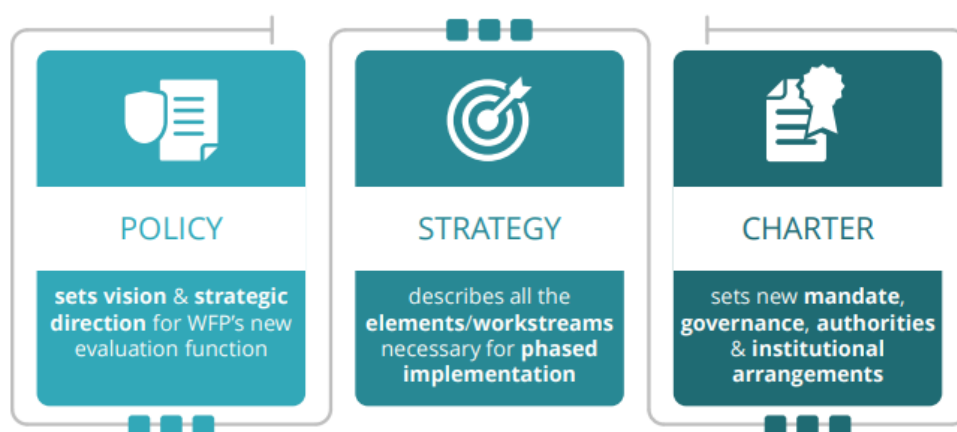 POLICY
sets vision & strategic
direction for WFP's new
evaluation function
STRATEGY
describes all the
elements/workstreams
necessary for phased
implementation
CHARTER
sets new mandate,
governance, authorities
& institutional
arrangements